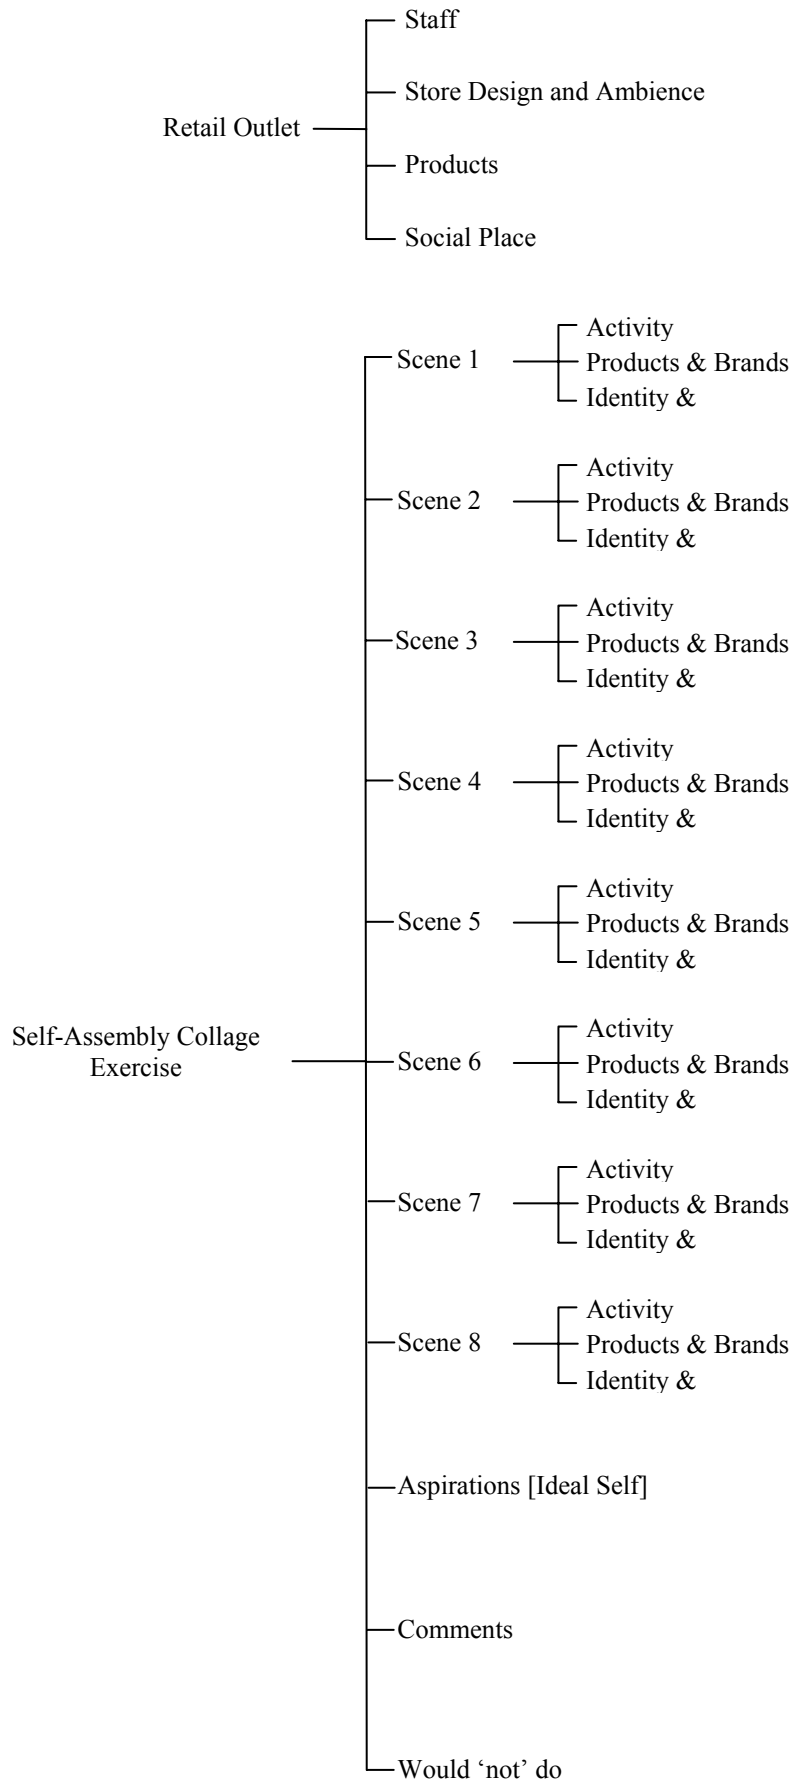 Staff
Store Design and Ambience
Retail Outlet
Products
Social Place
Activity
Scene 1
Products & Brands
Identity &
Activity
Scene 2
Products & Brands
Identity &
Activity
Scene 3
Products & Brands
Identity &
Activity
Scene 4
Products & Brands
Identity &
Activity
Scene 5
Products & Brands
Identity &
Self-Assembly Collage
Exercise
Activity
Scene 6
Products & Brands
Identity &
Activity
Scene 7
Products & Brands
Identity &
Activity
Scene 8
Products & Brands
Identity &
Aspirations [Ideal Self]
Comments
Would ‘not’ do